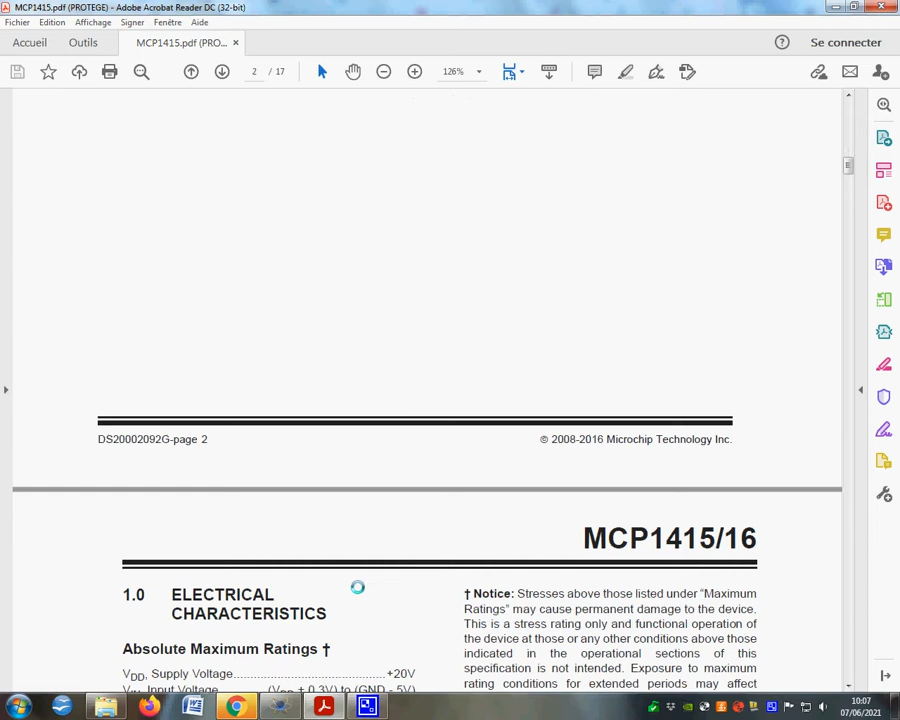 MCP1415.pdf (PROTEGE) - Adobe Acrobat Reader DC (32-bit)
Fichier Edition Affichage Signer Fenêtre Aide
Accueil Outils MCP1415.pdf (PRO... × Se connecter
2 / 17 126%
DS20002092G-page 2 © 2008-2016 Microchip Technology Inc.
MCP1415/16
1.0 ELECTRICAL
CHARACTERISTICS
Absolute Maximum Ratings †
VDD, Supply Voltage.............................................+20V
VIN, Input Voltage..............(VDD + 0.3V) to (GND - 5V)
† Notice: Stresses above those listed under "Maximum
Ratings" may cause permanent damage to the device.
This is a stress rating only and functional operation of
the device at those or any other conditions above those
indicated in the operational sections of this
specification is not intended. Exposure to maximum
rating conditions for extended periods may affect
10:07
07/06/2021